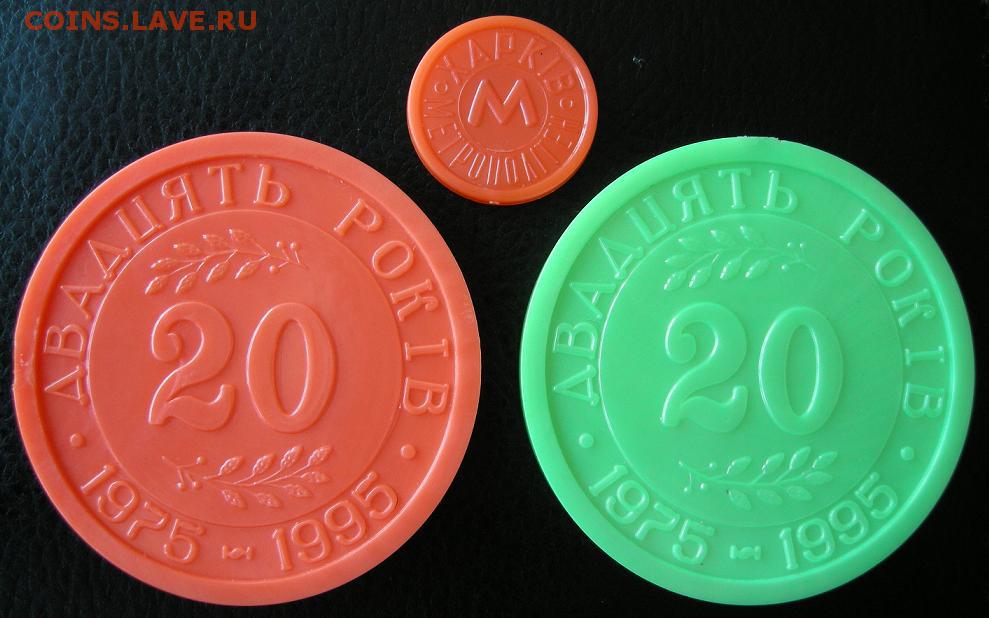 COINS.LAVE.RU
ХАРКІВ
М
МЕТРОПОЛІТЕН
ДВАДЦЯТЬ РОКІВ
20
1975 - 1995
ДВАДЦЯТЬ РОКІВ
20
1975 - 1995